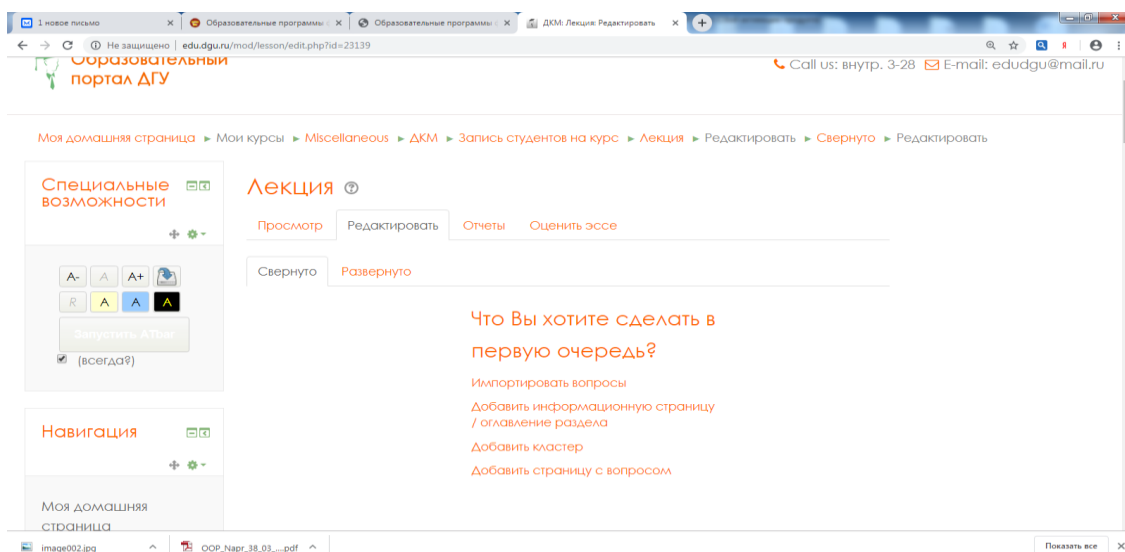 1 новое письмо
Образовательные программы
Образовательные программы
ДКМ: Лекция: Редактировать
Не защищено | edu.dgu.ru/mod/lesson/edit.php?id=23139
Образовательный
портал ДГУ
Call us: внутр. 3-28 E-mail: edudgu@mail.ru
Моя домашняя страница ► Мои курсы ► Miscellaneous ► ДКМ ► Запись студентов на курс ► Лекция ► Редактировать ► Свернуто ► Редактировать
Специальные
возможности
A- A A+
R A A A
Запустить ATbar
(всегда?)
Навигация
Моя домашняя
страница
Лекция
Просмотр Редактировать Отчеты Оценить эссе
Свернуто Развернуто
Что Вы хотите сделать в
первую очередь?
Импортировать вопросы
Добавить информационную страницу
/ оглавление раздела
Добавить кластер
Добавить страницу с вопросом
image002.jpg OOP_Napr_38_03_....pdf Показать все